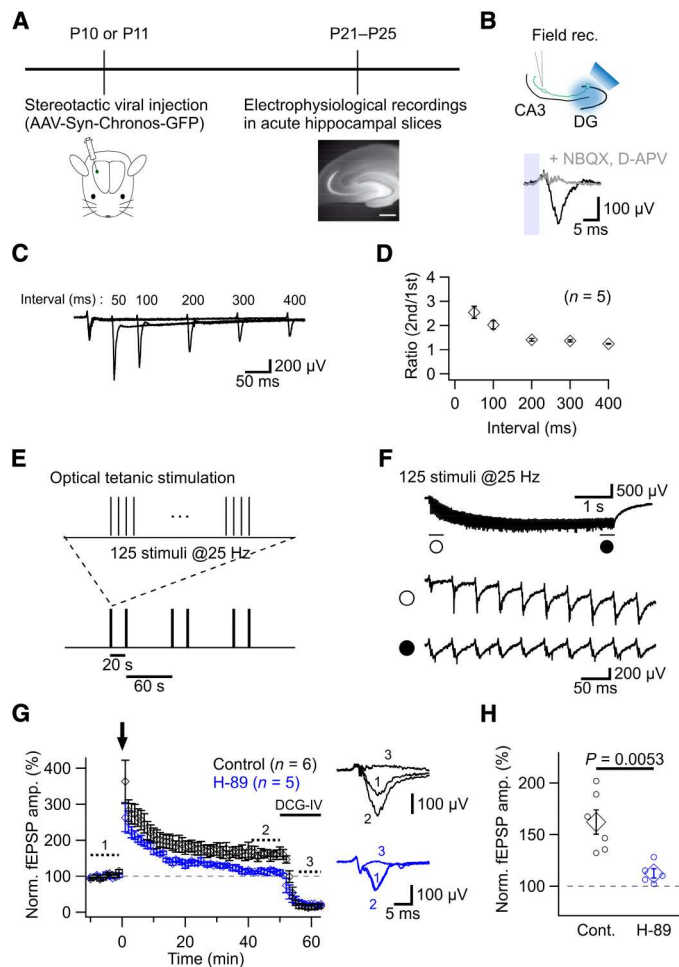 A
P10 or P11
P21–P25
Stereotactic viral injection
(AAV-Syn-Chronos-GFP)
Electrophysiological recordings
in acute hippocampal slices
B
Field rec.
CA3
DG
+ NBQX, D-APV
100 µV
5 ms
C
Interval (ms) : 50 100 200 300 400
200 µV
50 ms
D
Ratio (2nd/1st)
4
3
2
1
0
(n = 5)
0 100 200 300 400
Interval (ms)
E
Optical tetanic stimulation
...
125 stimuli @25 Hz
20 s
60 s
F
125 stimuli @25 Hz
500 µV
1 s
200 µV
50 ms
G
Norm. fEPSP amp. (%)
400
300
200
100
0
Control (n = 6)
H-89 (n = 5)
DCG-IV
1
2
3
0 20 40 60
Time (min)
3
1
2
100 µV
3
1
2
100 µV
5 ms
H
Norm. fEPSP amp. (%)
P = 0.0053
200
150
100
Cont. H-89